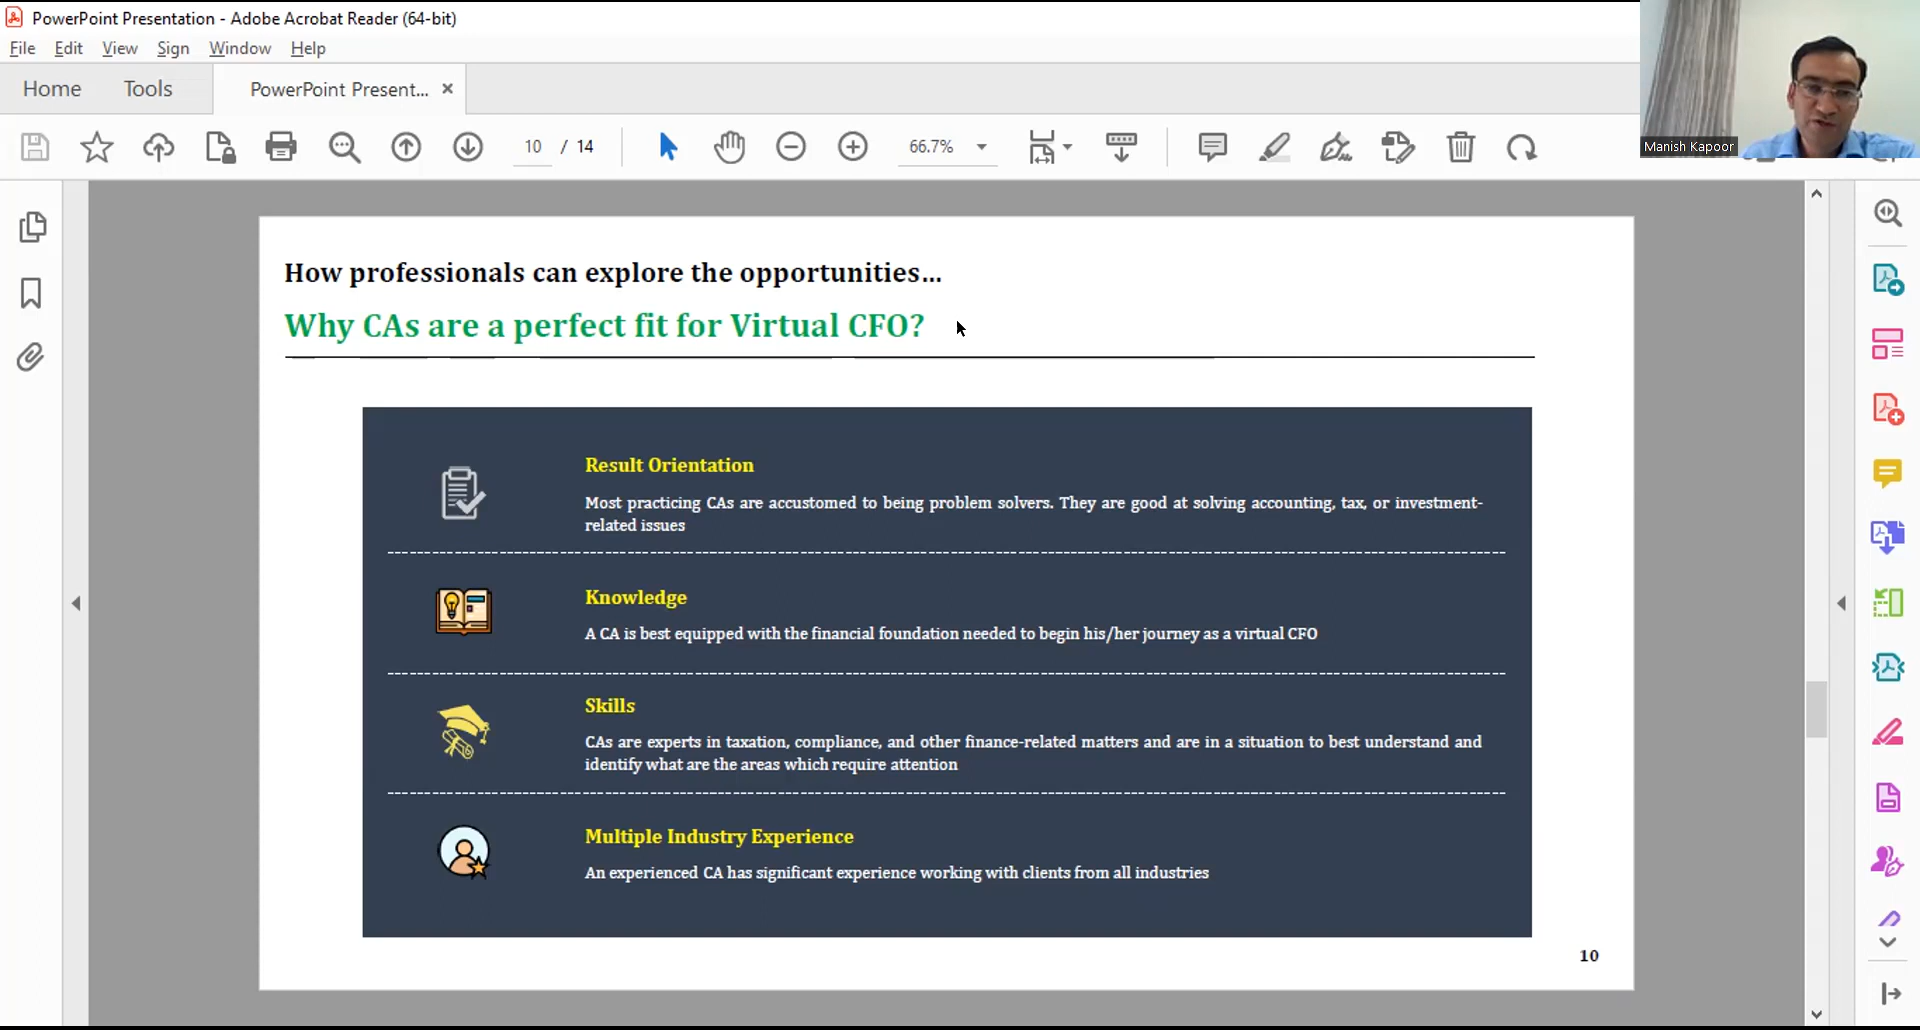 PowerPoint Presentation - Adobe Acrobat Reader (64-bit)
File Edit View Sign Window Help
Home Tools PowerPoint Present... ×
10 / 14 66.7%
Manish Kapoor
How professionals can explore the opportunities...
Why CAs are a perfect fit for Virtual CFO?
Result Orientation
Most practicing CAs are accustomed to being problem solvers. They are good at solving accounting, tax, or investment-
related issues
Knowledge
A CA is best equipped with the financial foundation needed to begin his/her journey as a virtual CFO
Skills
CAs are experts in taxation, compliance, and other finance-related matters and are in a situation to best understand and
identify what are the areas which require attention
Multiple Industry Experience
An experienced CA has significant experience working with clients from all industries
10